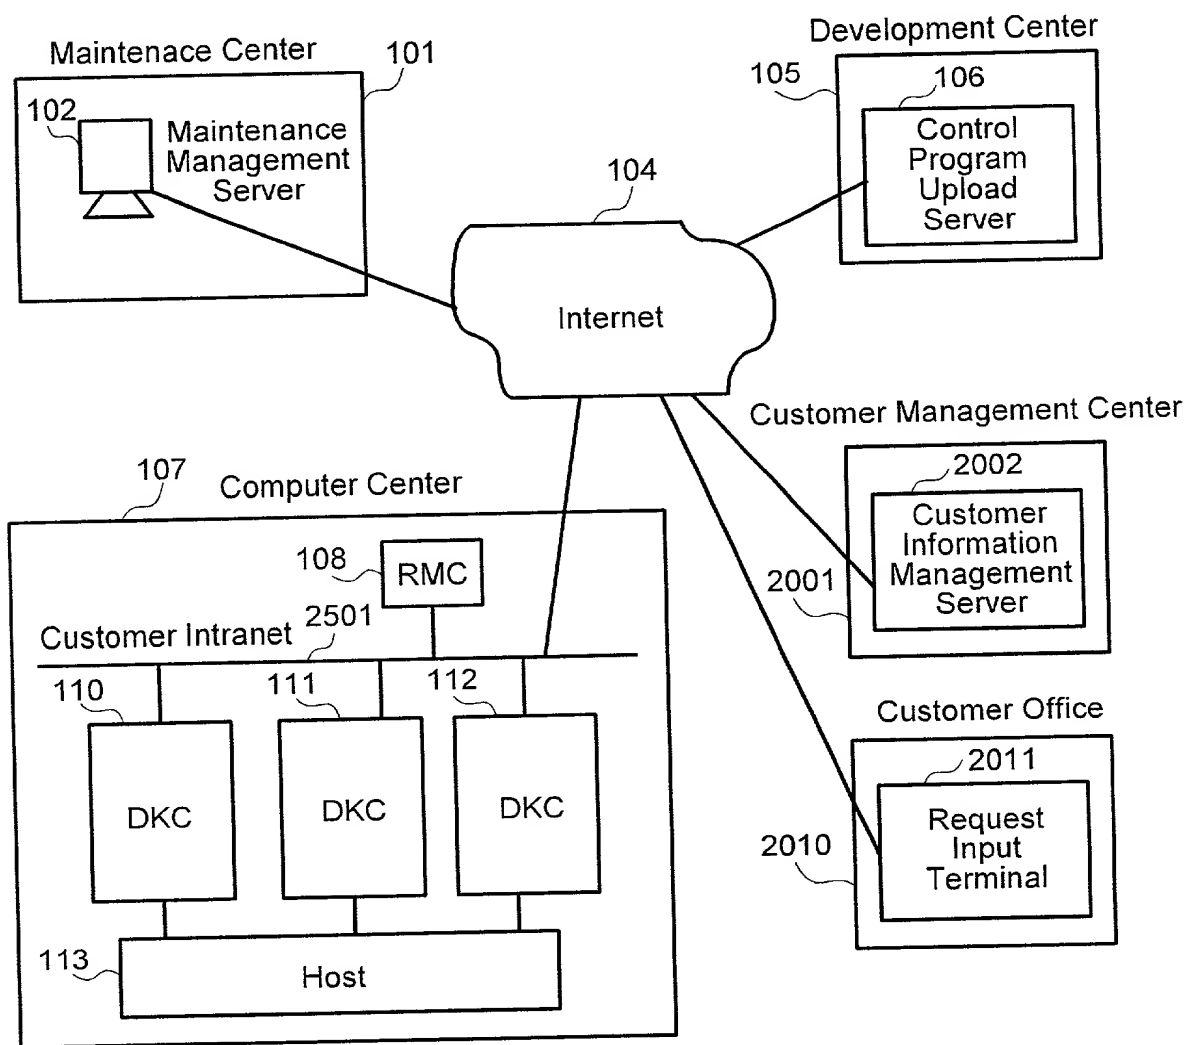 Maintenace Center
101
102
Maintenance
Management
Server
Development Center
105
106
Control
Program
Upload
Server
104
Internet
Customer Management Center
2002
Customer
Information
Management
Server
2001
107
Computer Center
108
RMC
Customer Intranet
2501
110
111
112
DKC
DKC
DKC
113
Host
Customer Office
2011
Request
Input
Terminal
2010